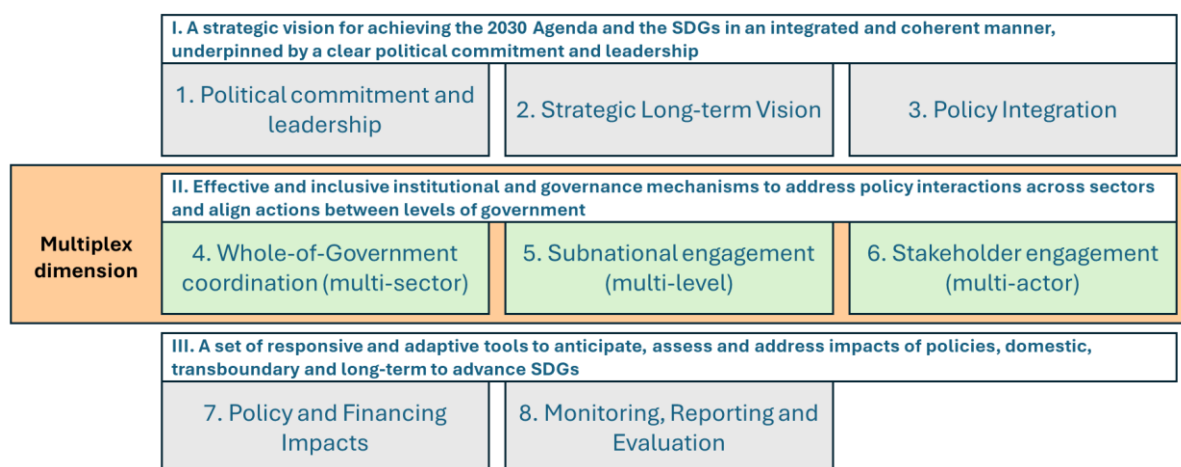 I. A strategic vision for achieving the 2030 Agenda and the SDGs in an integrated and coherent manner,
underpinned by a clear political commitment and leadership
1. Political commitment and
leadership
2. Strategic Long-term Vision
3. Policy Integration
Multiplex
dimension
II. Effective and inclusive institutional and governance mechanisms to address policy interactions across sectors
and align actions between levels of government
4. Whole-of-Government
coordination (multi-sector)
5. Subnational engagement
(multi-level)
6. Stakeholder engagement
(multi-actor)
III. A set of responsive and adaptive tools to anticipate, assess and address impacts of policies, domestic,
transboundary and long-term to advance SDGs
7. Policy and Financing
Impacts
8. Monitoring, Reporting and
Evaluation